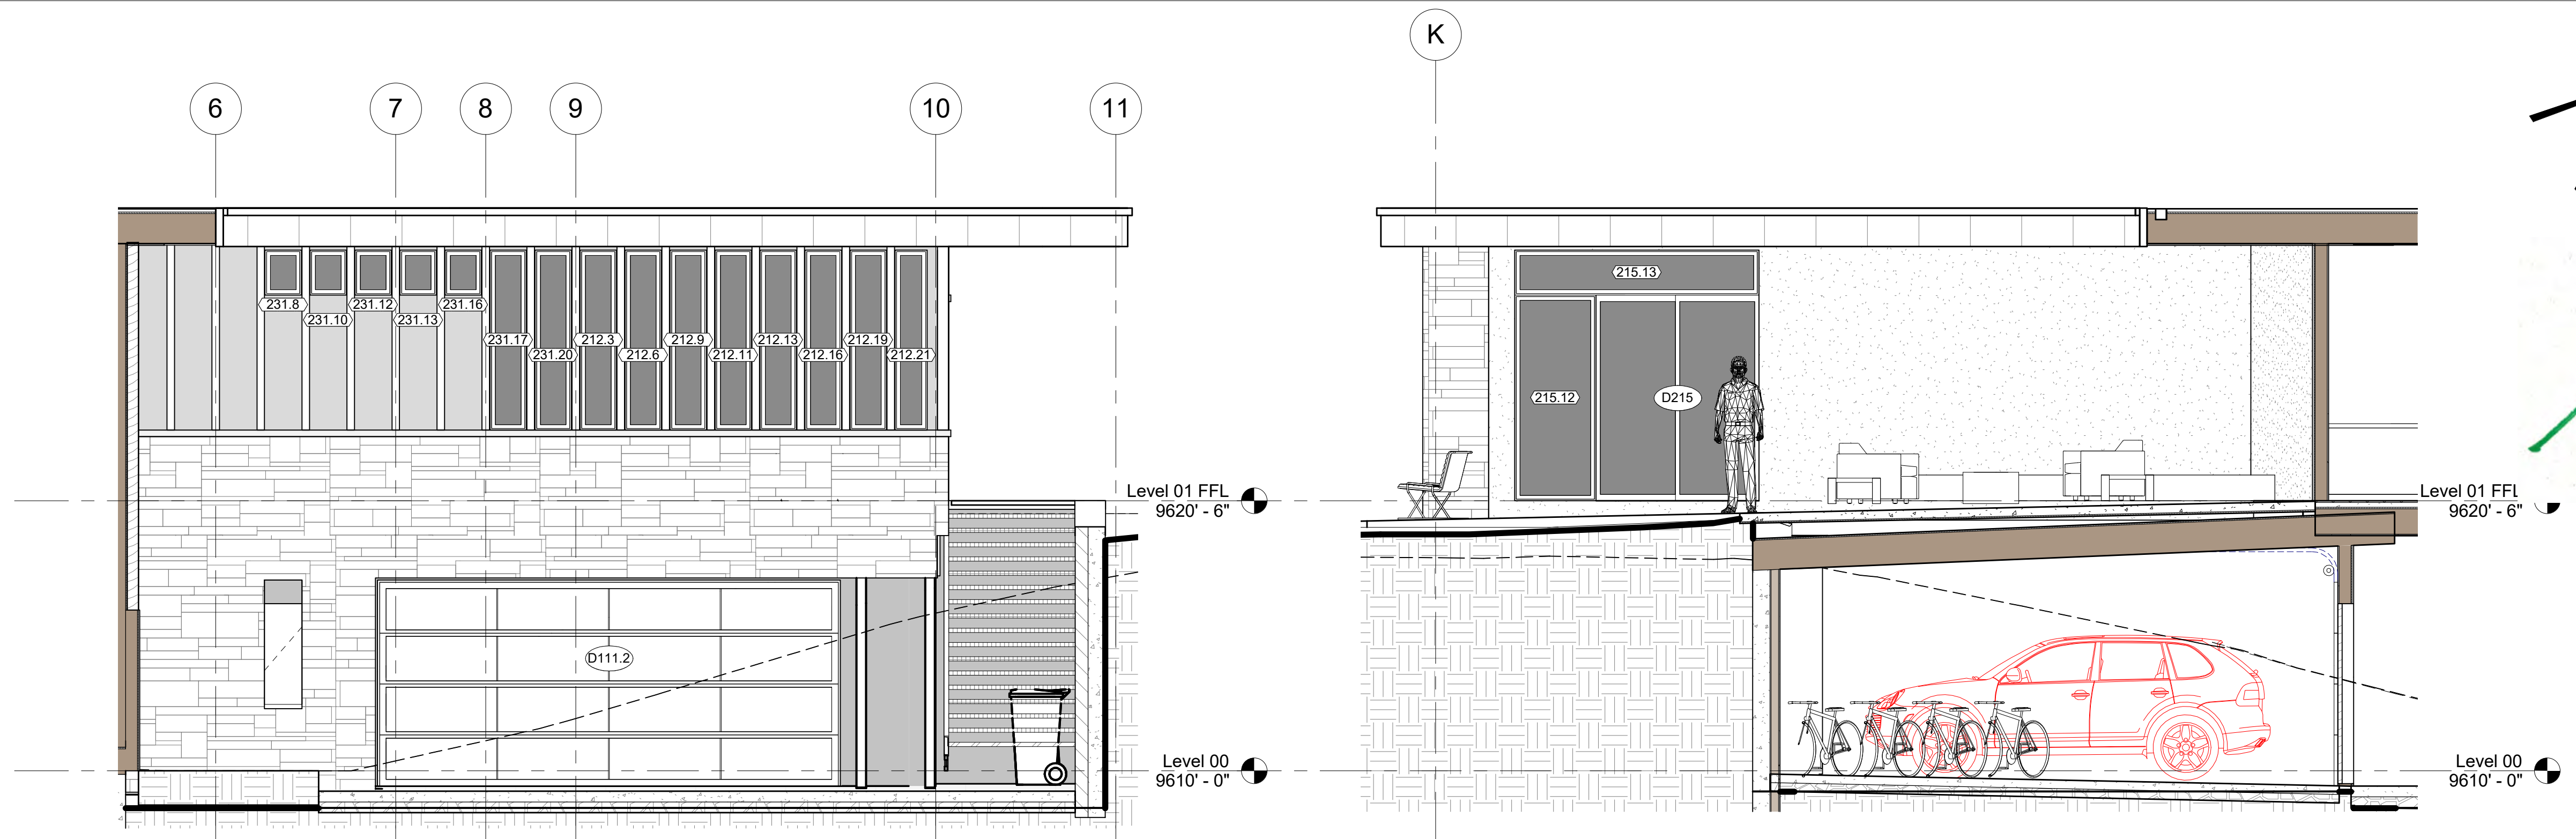 K
6 7 8 9 10 11
215.13
231.8 231.12 231.16
231.10 231.13
231.17 212.3 212.9 212.13 212.19
231.20 212.6 212.11 212.16 212.21
215.12 D215
Level 01 FFL
9620' - 6"
Level 01 FFL
9620' - 6"
D111.2
Level 00
9610' - 0"
Level 00
9610' - 0"